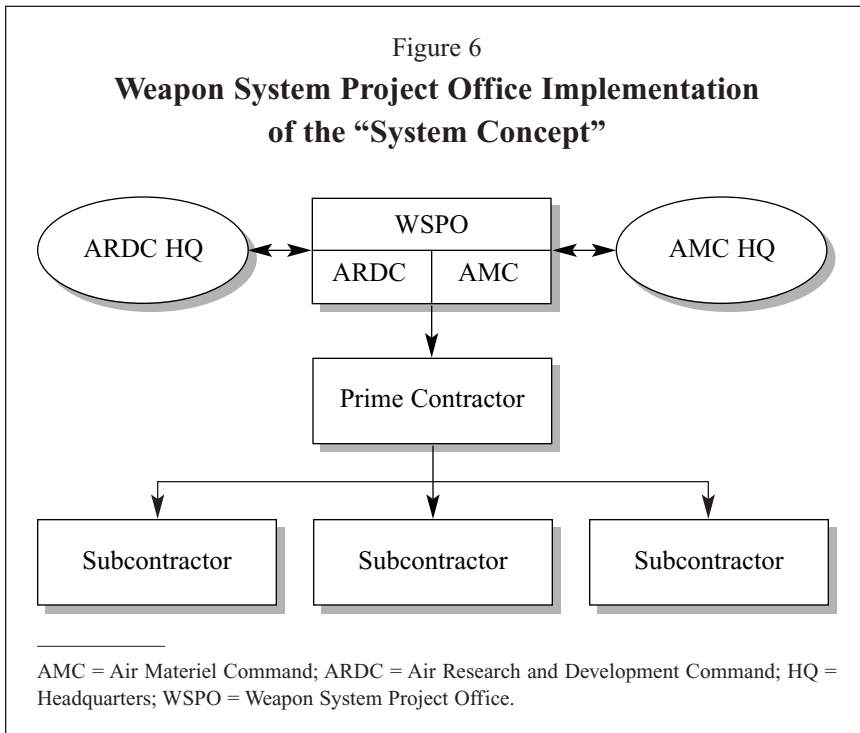 Figure 6
Weapon System Project Office Implementation
of the “System Concept”
WSPO
ARDC HQ
AMC HQ
ARDC
AMC
Prime Contractor
Subcontractor
Subcontractor
Subcontractor
AMC = Air Materiel Command; ARDC = Air Research and Development Command; HQ =
Headquarters; WSPO = Weapon System Project Office.